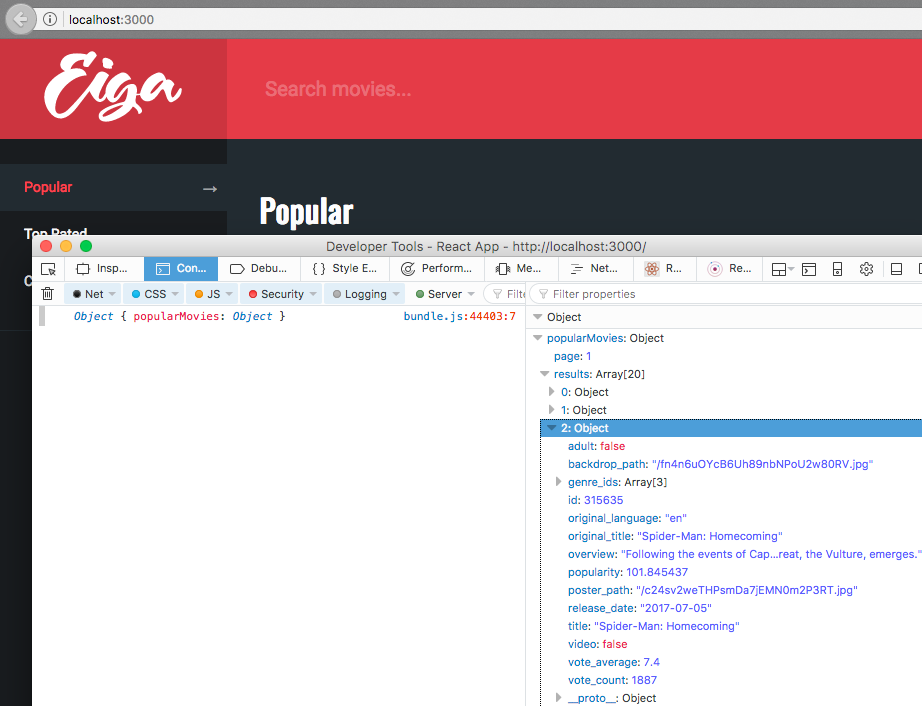 localhost:3000
Eiga
Search movies...
Popular →
Popular
Top Rated
Developer Tools - React App - http://localhost:3000/
Insp... Con... Debu... { } Style E... Perform... Me... Net... R... Re...
Net CSS JS Security Logging Server Filte Filter properties
Object { popularMovies: Object } bundle.js:44403:7
Object
popularMovies: Object
page: 1
results: Array[20]
0: Object
1: Object
2: Object
adult: false
backdrop_path: "/fn4n6uOYcB6Uh89nbNPoU2w80RV.jpg"
genre_ids: Array[3]
id: 315635
original_language: "en"
original_title: "Spider-Man: Homecoming"
overview: "Following the events of Cap...reat, the Vulture, emerges."
popularity: 101.845437
poster_path: "/c24sv2weTHPsmDa7jEMN0m2P3RT.jpg"
release_date: "2017-07-05"
title: "Spider-Man: Homecoming"
video: false
vote_average: 7.4
vote_count: 1887
__proto__: Object